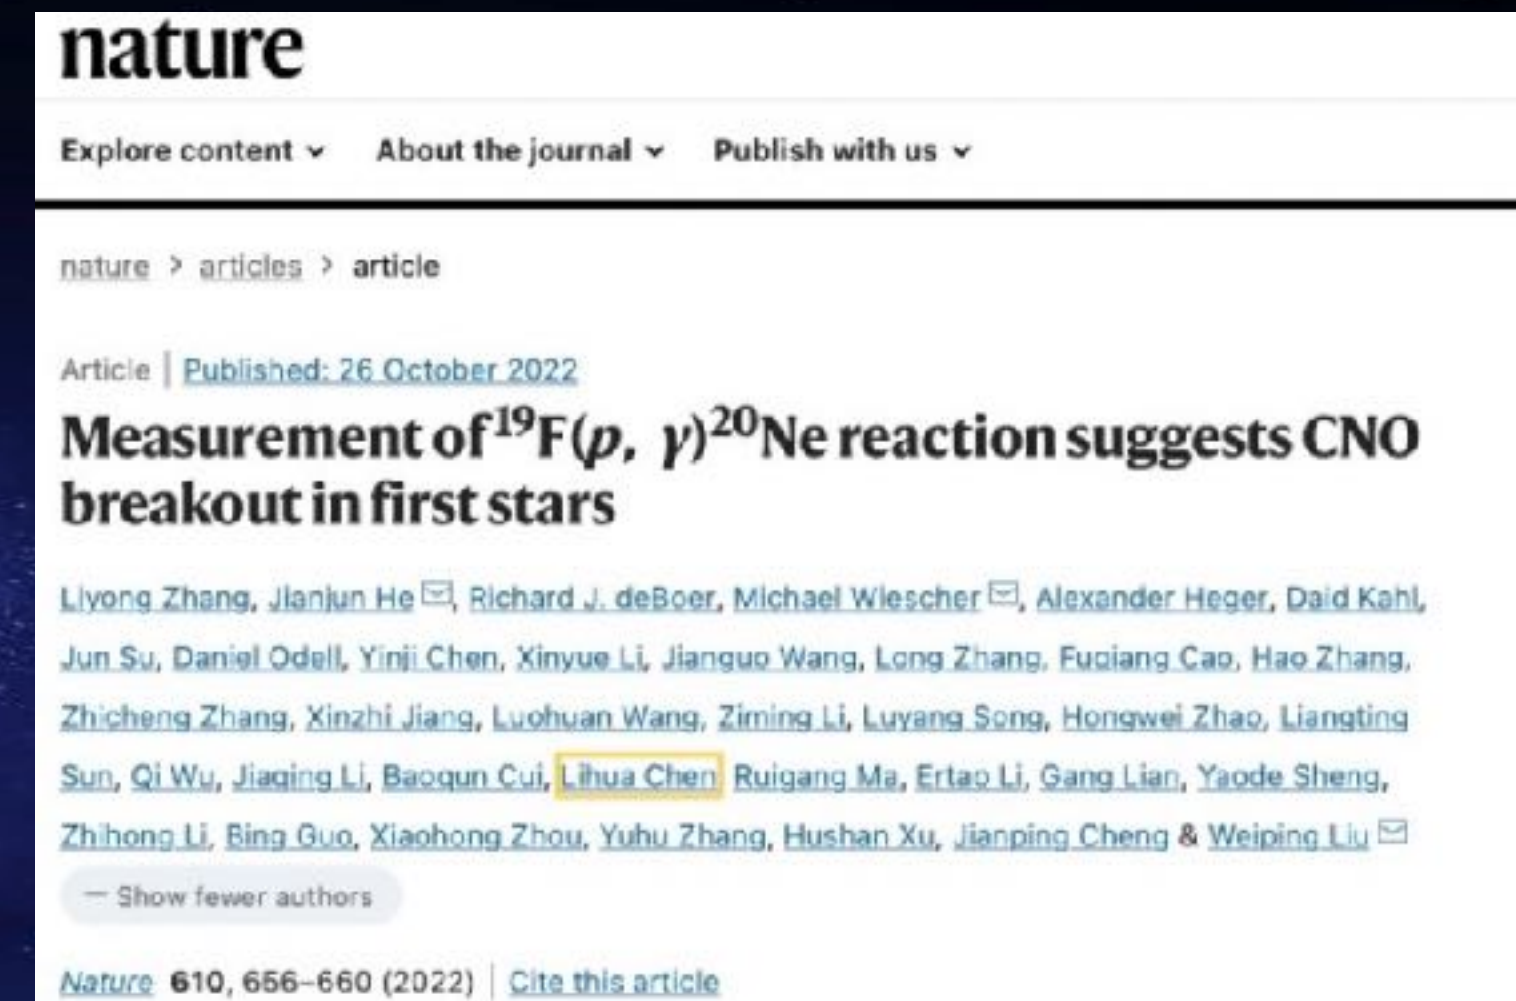 nature
Explore content About the journal Publish with us
nature > articles > article
Article | Published: 26 October 2022
Measurement of ¹⁹F(p, γ)²⁰Ne reaction suggests CNO
breakout in first stars
Liyong Zhang, Jianjun He, Richard J. deBoer, Michael Wiescher, Alexander Heger, Daid Kahl,
Jun Su, Daniel Odell, Yinji Chen, Xinyue Li, Jianguo Wang, Long Zhang, Fuqiang Cao, Hao Zhang,
Zhicheng Zhang, Xinzhi Jiang, Luohuan Wang, Ziming Li, Luyang Song, Hongwei Zhao, Liangting
Sun, Qi Wu, Jiaqing Li, Baoqun Cui, Lihua Chen Ruigang Ma, Ertao Li, Gang Lian, Yaode Sheng,
Zhihong Li, Bing Guo, Xiaohong Zhou, Yuhu Zhang, Hushan Xu, Jianping Cheng & Weiping Liu
— Show fewer authors
Nature 610, 656–660 (2022) | Cite this article